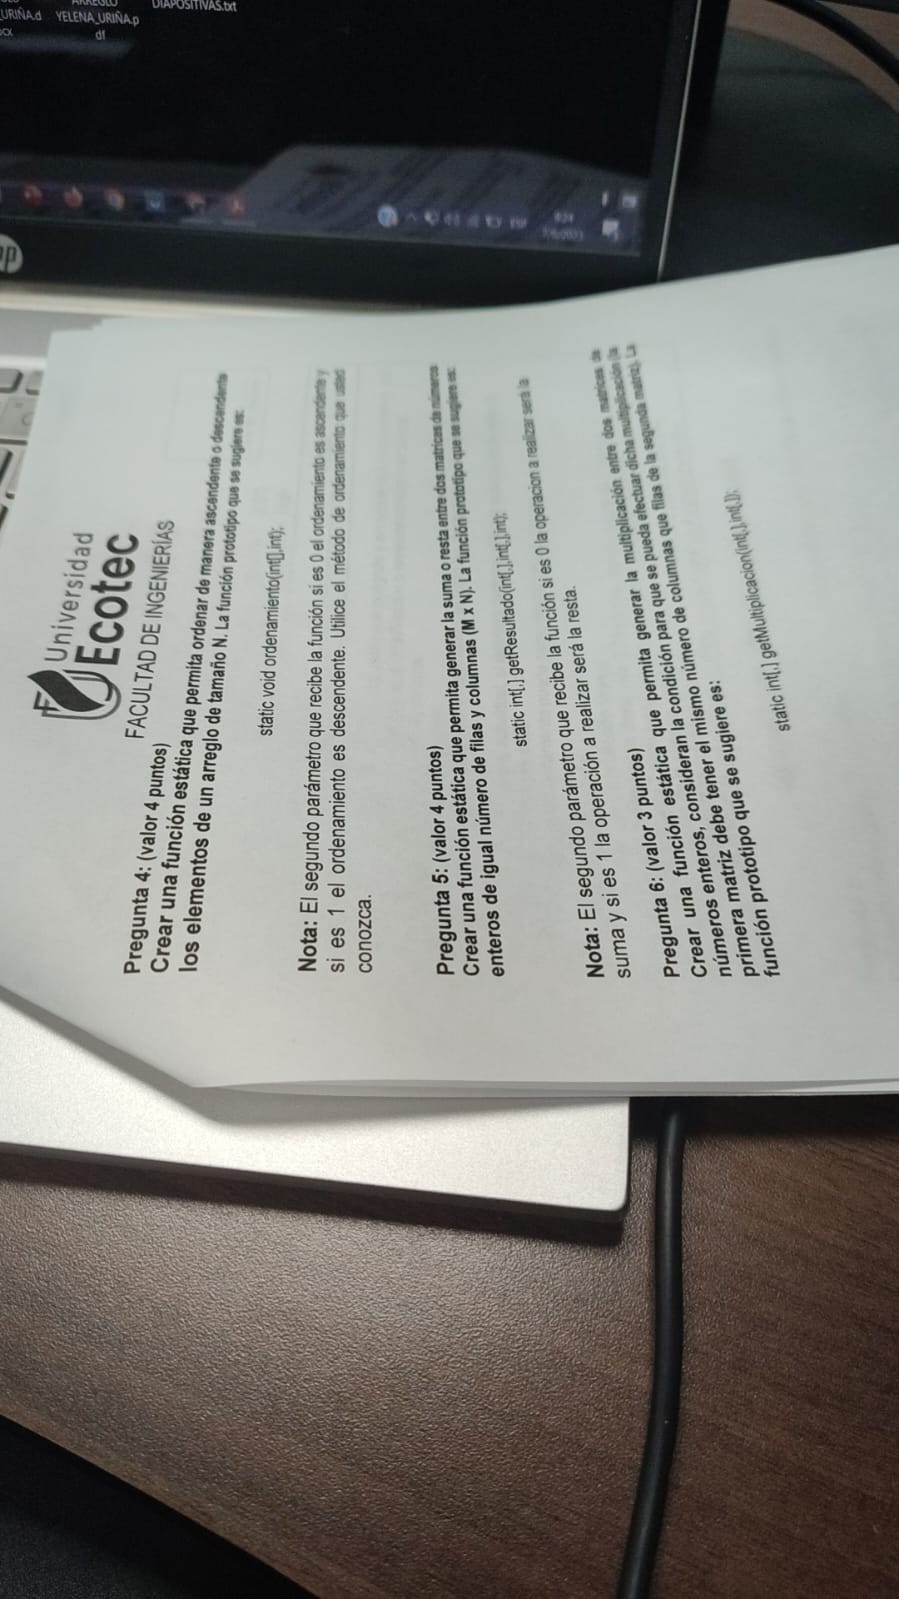 Universidad
Ecotec
FACULTAD DE INGENIERÍAS
Pregunta 4: (valor 4 puntos)
Crear una función estática que permita ordenar de manera ascendente o descendente
los elementos de un arreglo de tamaño N. La función prototipo que se sugiere es:
static void ordenamiento(int[],int);
Nota: El segundo parámetro que recibe la función si es 0 el ordenamiento es ascendente y
si es 1 el ordenamiento es descendente. Utilice el método de ordenamiento que usted
conozca.
Pregunta 5: (valor 4 puntos)
Crear una función estática que permita generar la suma o resta entre dos matrices de números
enteros de igual número de filas y columnas (M x N). La función prototipo que se sugiere es:
static int[,] getResultado(int[,],int[,],int);
Nota: El segundo parámetro que recibe la función si es 0 la operacion a realizar será la
suma y si es 1 la operación a realizar será la resta.
Pregunta 6: (valor 3 puntos)
Crear una función estática que permita generar la multiplicación entre dos matrices de
números enteros, consideran la condición para que se pueda efectuar dicha multiplicación (la
primera matriz debe tener el mismo número de columnas que filas de la segunda matriz). La
función prototipo que se sugiere es:
static int[,] getMultiplicacion(int[,],int[,]);
hp
YELENA_URIÑA.p
df
DIAPOSITIVAS.txt